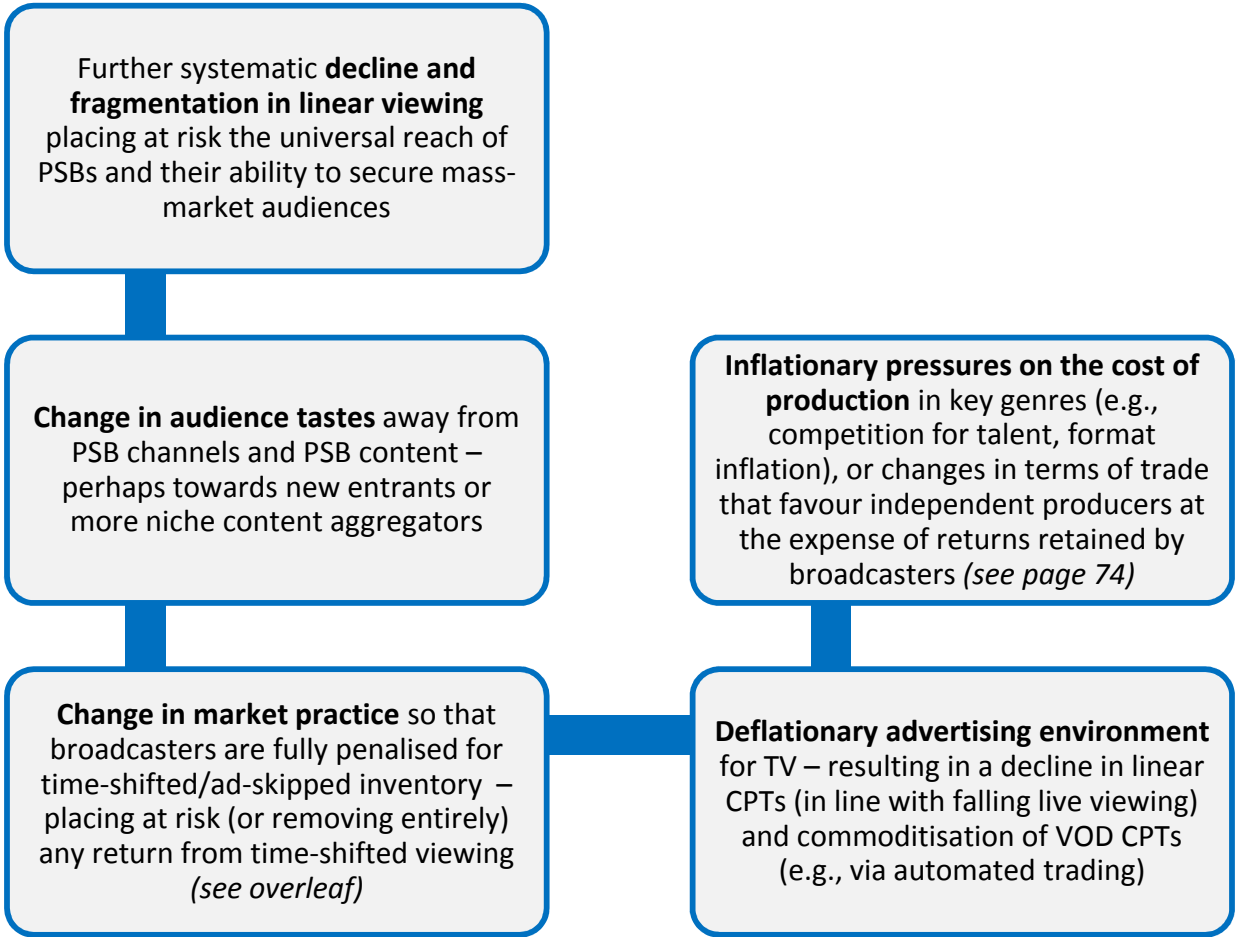 Further systematic decline and
fragmentation in linear viewing
placing at risk the universal reach of
PSBs and their ability to secure mass-
market audiences
Change in audience tastes away from
PSB channels and PSB content –
perhaps towards new entrants or
more niche content aggregators
Change in market practice so that
broadcasters are fully penalised for
time-shifted/ad-skipped inventory –
placing at risk (or removing entirely)
any return from time-shifted viewing
(see overleaf)
Deflationary advertising environment
for TV – resulting in a decline in linear
CPTs (in line with falling live viewing)
and commoditisation of VOD CPTs
(e.g., via automated trading)
Inflationary pressures on the cost of
production in key genres (e.g.,
competition for talent, format
inflation), or changes in terms of trade
that favour independent producers at
the expense of returns retained by
broadcasters (see page 74)